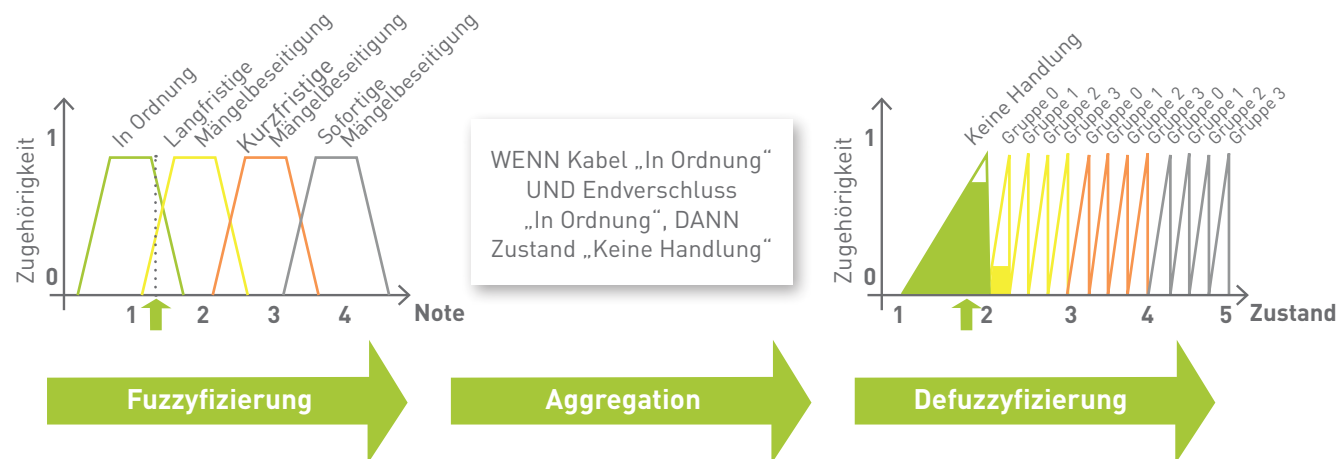 In Ordnung
Langfristige
Mängelbeseitigung
Kurzfristige
Mängelbeseitigung
Sofortige
Mängelbeseitigung
Zugehörigkeit
1
0
1
2
3
4
Note
WENN Kabel „In Ordnung“
UND Endverschluss
„In Ordnung“, DANN
Zustand „Keine Handlung“
Keine Handlung
Gruppe 0
Gruppe 1
Gruppe 2
Gruppe 3
Gruppe 0
Gruppe 1
Gruppe 2
Gruppe 3
Gruppe 0
Gruppe 1
Gruppe 2
Gruppe 3
Zugehörigkeit
1
0
1
2
3
4
5
Zustand
Fuzzyfizierung
Aggregation
Defuzzyfizierung